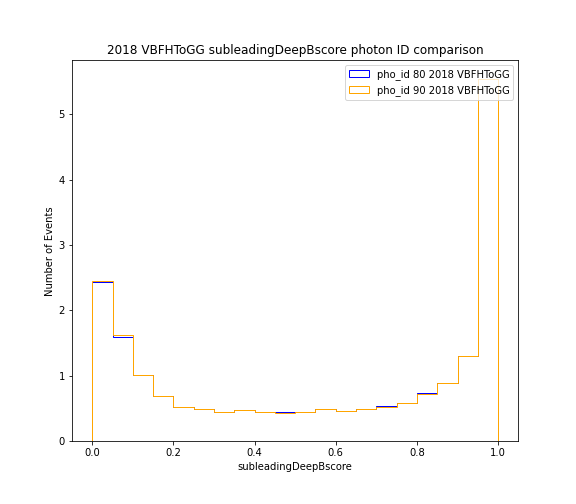 2018 VBFHToGG subleadingDeepBscore photon ID comparison
pho_id 80 2018 VBFHToGG
pho_id 90 2018 VBFHToGG
Number of Events
5
4
3
2
1
0
0.0 0.2 0.4 0.6 0.8 1.0
subleadingDeepBscore